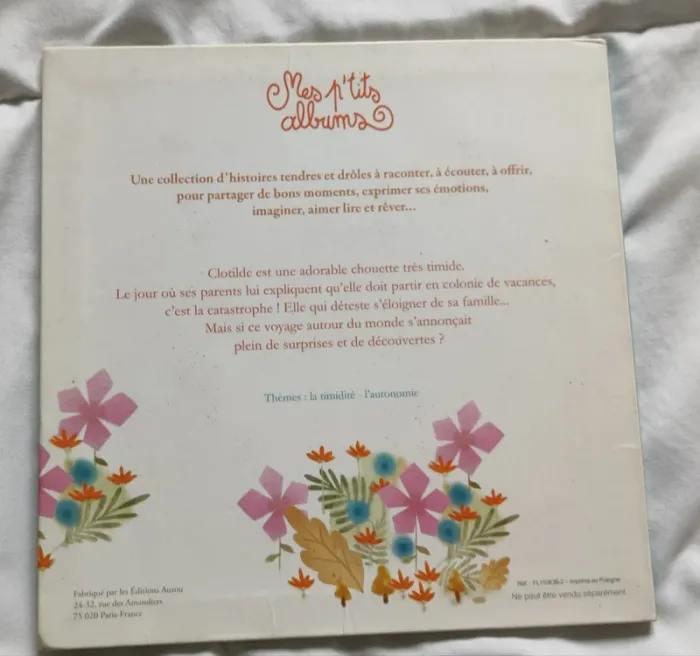 Mes p'tits
albums
Une collection d'histoires tendres et drôles à raconter, à écouter, à offrir,
pour partager de bons moments, exprimer ses émotions,
imaginer, aimer lire et rêver...
Clotilde est une adorable chouette très timide.
Le jour où ses parents lui expliquent qu'elle doit partir en colonie de vacances,
c'est la catastrophe ! Elle qui déteste s'éloigner de sa famille...
Mais si ce voyage autour du monde s'annonçait
plein de surprises et de découvertes ?
Thèmes : la timidité - l'autonomie
Fabriqué par les Éditions Auzou
24-32, rue des Amandiers
75 020 Paris-France
Réf. : - Imprimé en Pologne
Ne peut être vendu séparément.